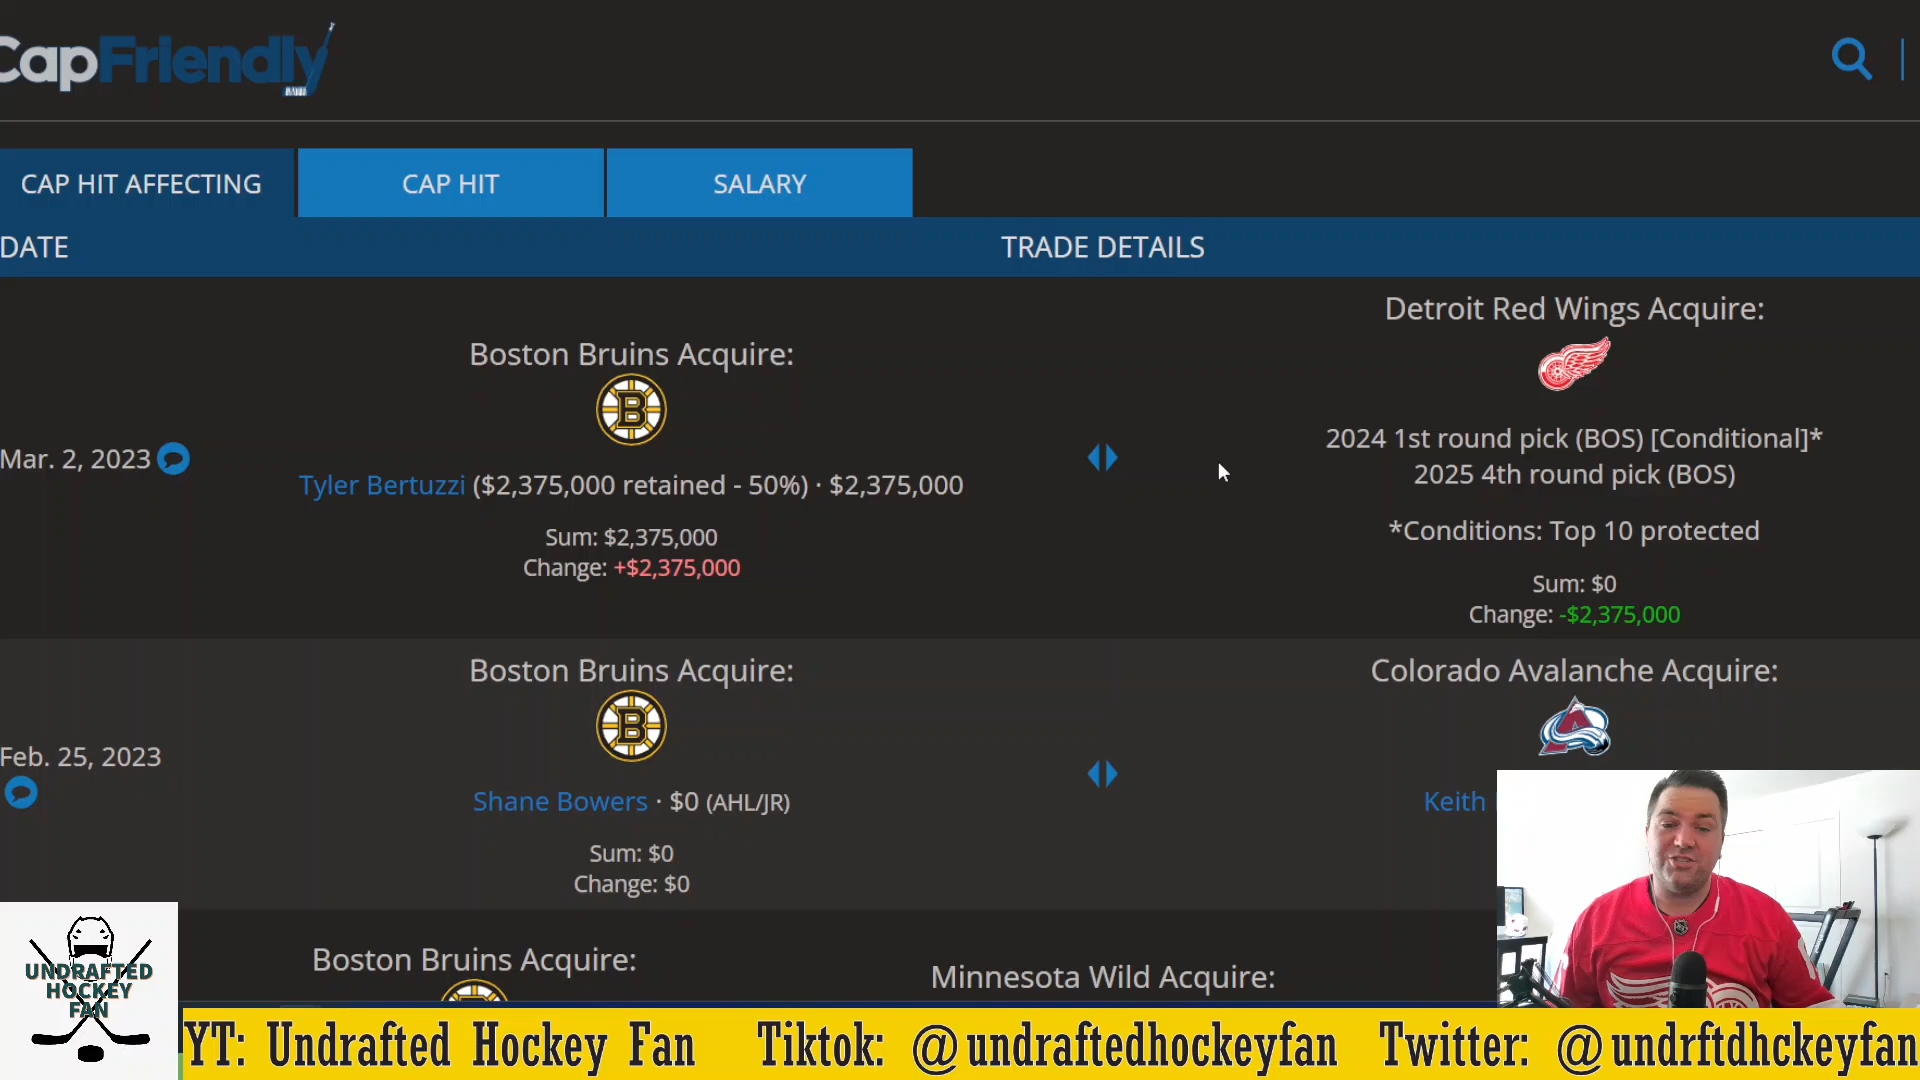 CapFriendly
CAP HIT AFFECTING
CAP HIT
SALARY
DATE
TRADE DETAILS
Mar. 2, 2023
Boston Bruins Acquire:
B
Tyler Bertuzzi ($2,375,000 retained - 50%) · $2,375,000
Sum: $2,375,000
Change: +$2,375,000
Detroit Red Wings Acquire:
2024 1st round pick (BOS) [Conditional]*
2025 4th round pick (BOS)
*Conditions: Top 10 protected
Sum: $0
Change: -$2,375,000
Feb. 25, 2023
Boston Bruins Acquire:
B
Shane Bowers · $0 (AHL/JR)
Sum: $0
Change: $0
Colorado Avalanche Acquire:
Keith
Boston Bruins Acquire:
Minnesota Wild Acquire:
UNDRAFTED
HOCKEY
FAN
YT: Undrafted Hockey Fan Tiktok: @undraftedhockeyfan Twitter: @undrftdhckeyfan